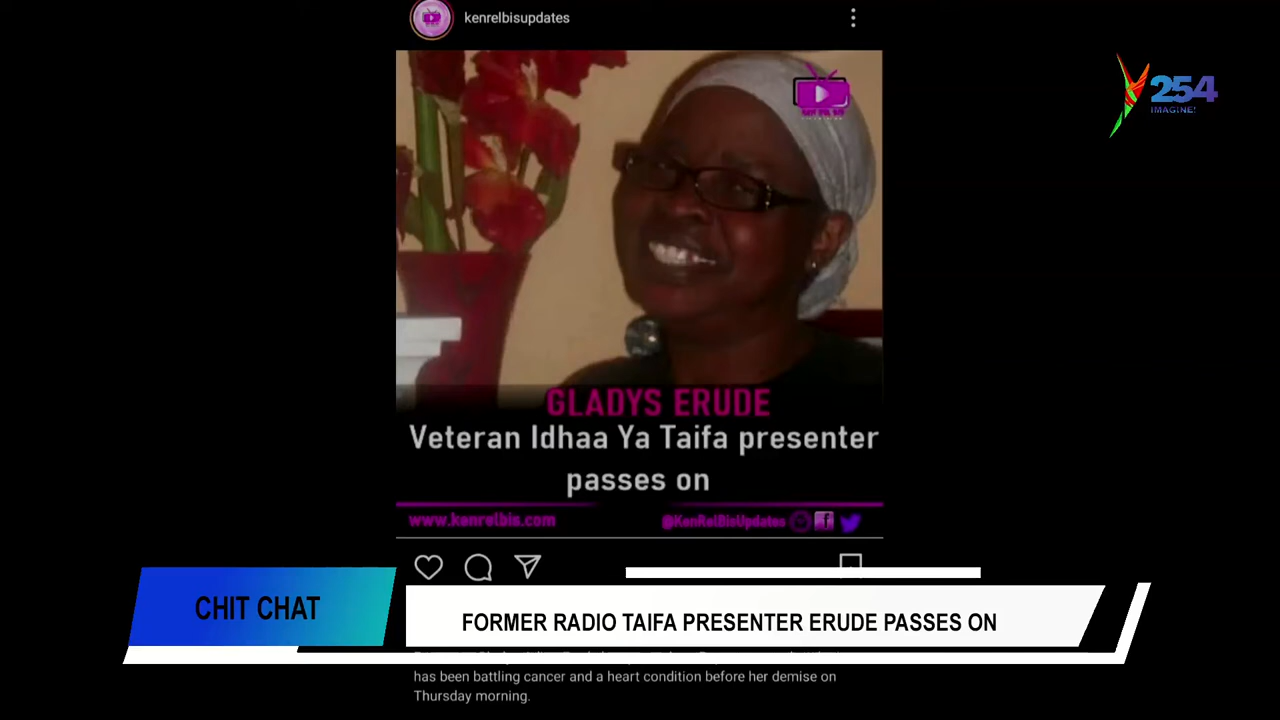 kenrelbisupdates
254
IMAGINE!
GLADYS ERUDE
Veteran Idhaa Ya Taifa presenter
passes on
www.kenrelbis.com
@KenRelBisUpdates
CHIT CHAT
FORMER RADIO TAIFA PRESENTER ERUDE PASSES ON
has been battling cancer and a heart condition before her demise on
Thursday morning.